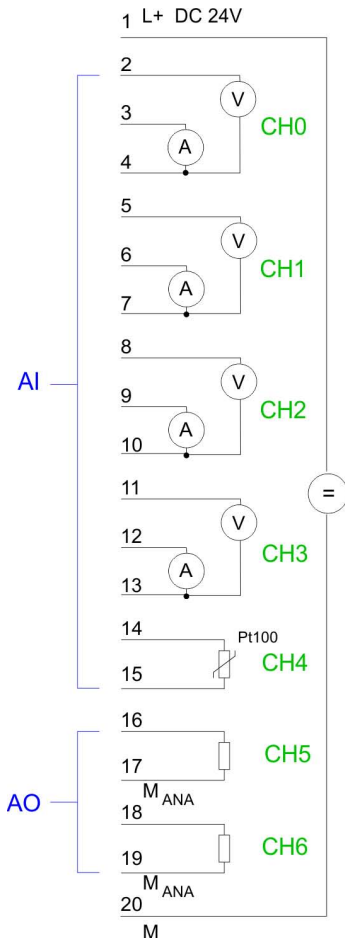 1 L+ DC 24V
2
V
3
CH0
A
4
5
V
6
CH1
A
7
8
V
AI
9
CH2
A
10
11
=
V
12
CH3
A
13
14
Pt100
CH4
15
16
CH5
17
M ANA
AO
18
CH6
19
M ANA
20
M